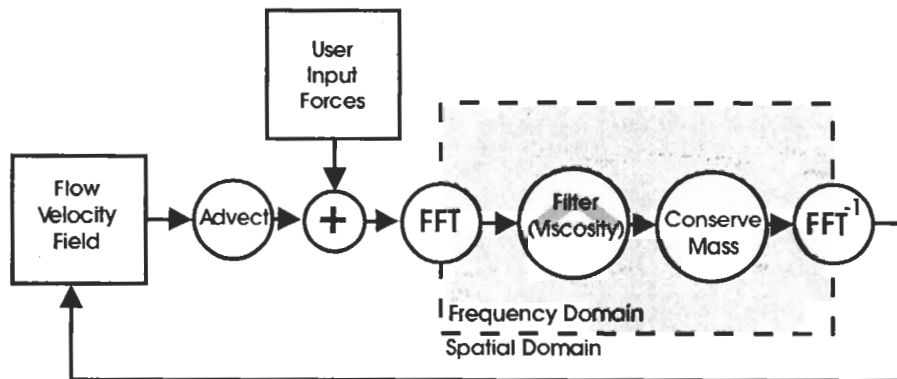 User
Input
Forces
Flow
Velocity
Field
Advect
+
FFT
Filter
(Viscosity)
Conserve
Mass
FFT-1
Frequency Domain
Spatial Domain